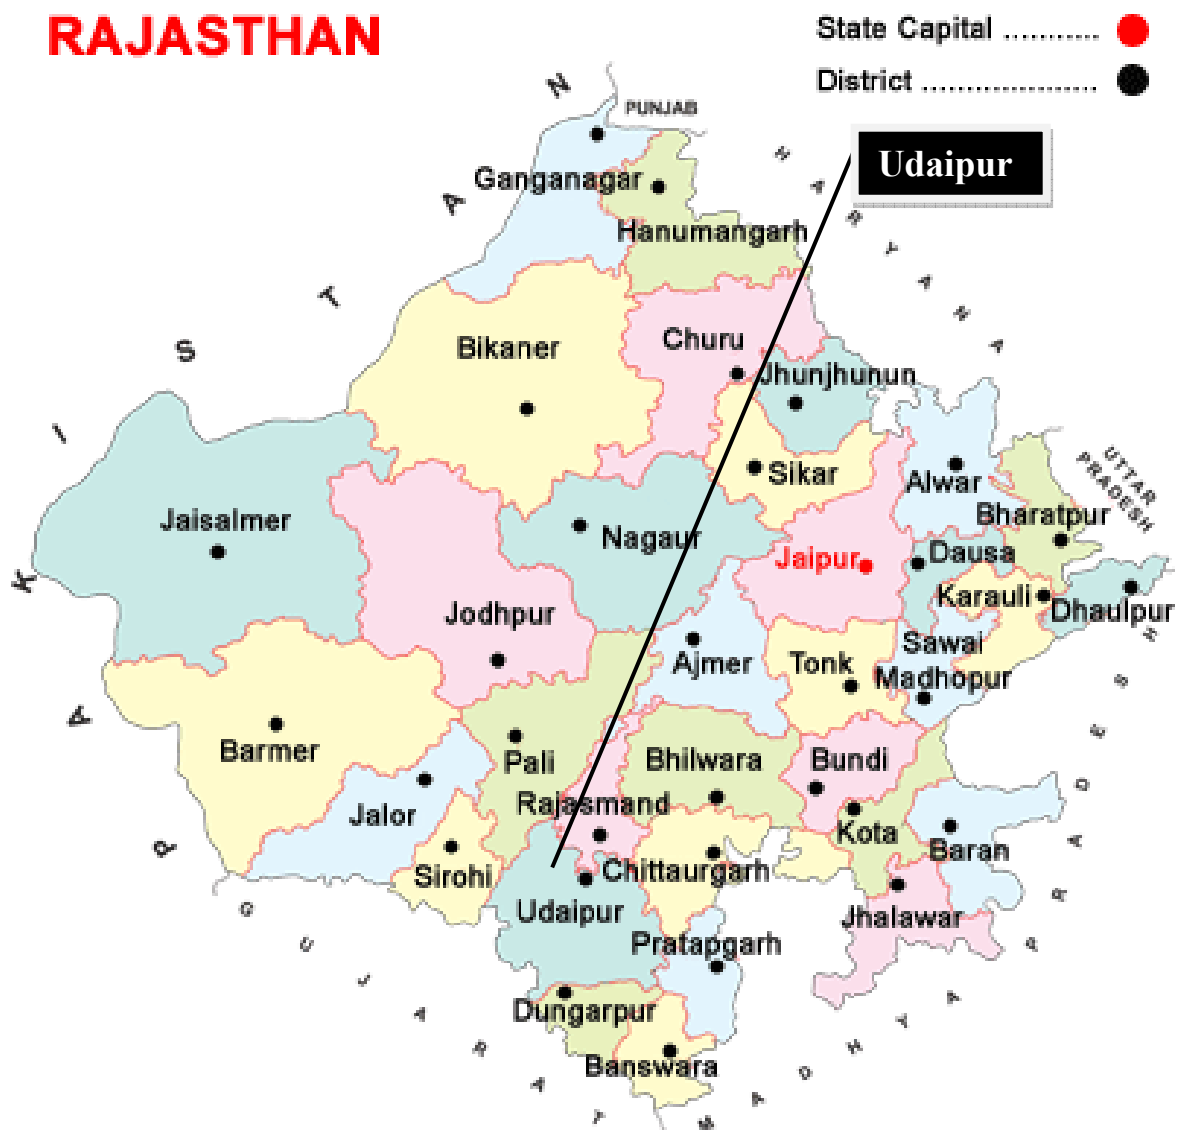 RAJASTHAN
State Capital ...........
District .....................
Udaipur
PUNJAB
HARYANA
UTTAR
PRADESH
PAKISTAN
Ganganagar
Hanumangarh
Bikaner
Churu
Jhunjhunun
Sikar
Alwar
Bharatpur
Jaisalmer
Nagaur
Jaipur
Dausa
Karauli
Dhaulpur
Jodhpur
Ajmer
Tonk
Sawai
Madhopur
Barmer
Pali
Bhilwara
Bundi
Rajasmand
Jalor
Kota
Baran
Sirohi
Chittaurgarh
Udaipur
Jhalawar
Pratapgarh
Dungarpur
Banswara
GUJARAT
MADHYA PRADESH